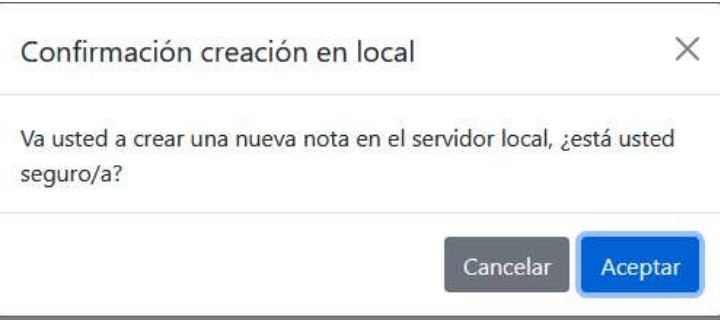 Confirmación creación en local
Va usted a crear una nueva nota en el servidor local, ¿está usted
seguro/a?
Cancelar Aceptar